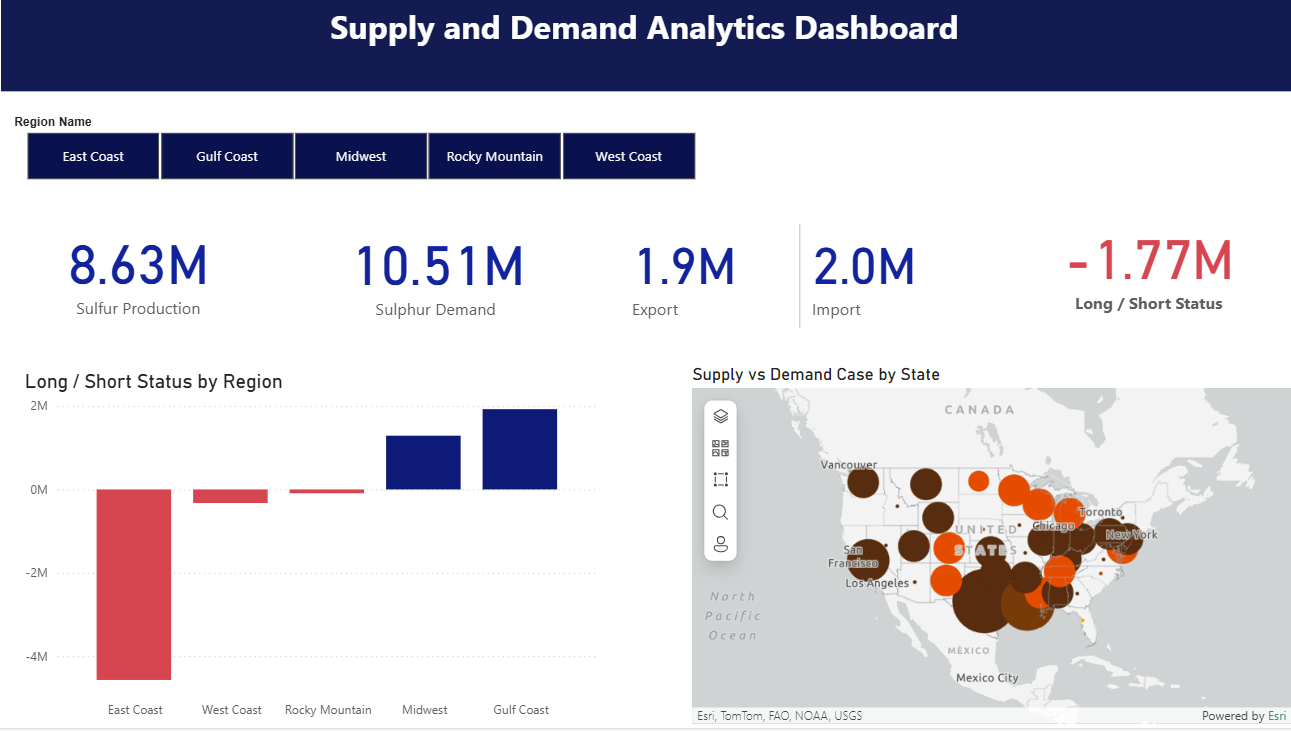 Supply and Demand Analytics Dashboard
Region Name
East Coast
Gulf Coast
Midwest
Rocky Mountain
West Coast
8.63M
Sulfur Production
10.51M
Sulphur Demand
1.9M
Export
2.0M
Import
-1.77M
Long / Short Status
Long / Short Status by Region
2M
0M
-2M
-4M
East Coast
West Coast
Rocky Mountain
Midwest
Gulf Coast
Supply vs Demand Case by State
CANADA
Vancouver
Toronto
Chicago
UNITED
STATES
New York
San
Francisco
Los Angeles
North
Pacific
Ocean
MÉXICO
Mexico City
Esri, TomTom, FAO, NOAA, USGS
Powered by Esri